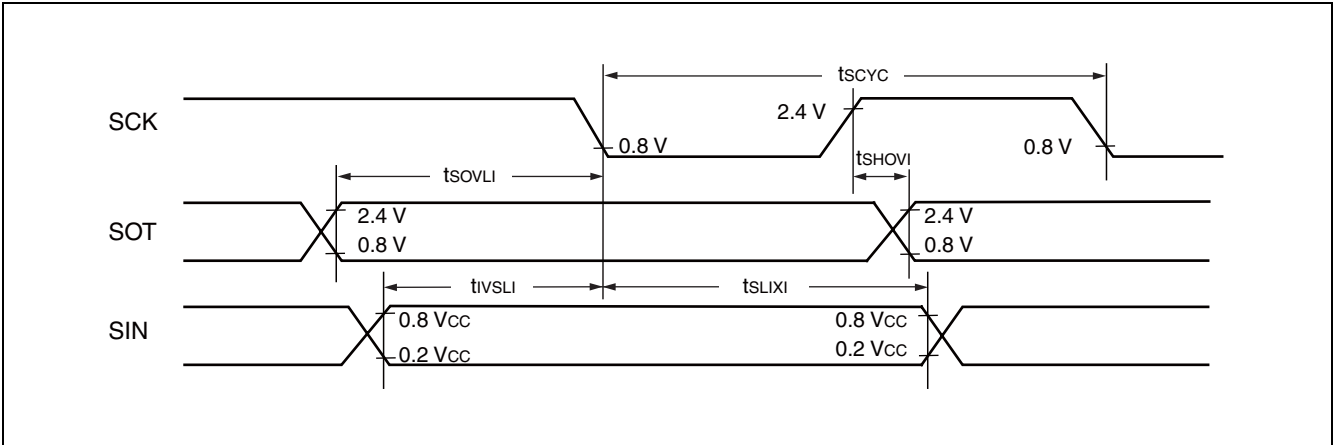 tSCYC
SCK
2.4 V
0.8 V
0.8 V
tSHOVI
tSOVLI
SOT
2.4 V
2.4 V
0.8 V
0.8 V
tIVSLI
tSLIXI
SIN
0.8 VCC
0.8 VCC
0.2 VCC
0.2 VCC